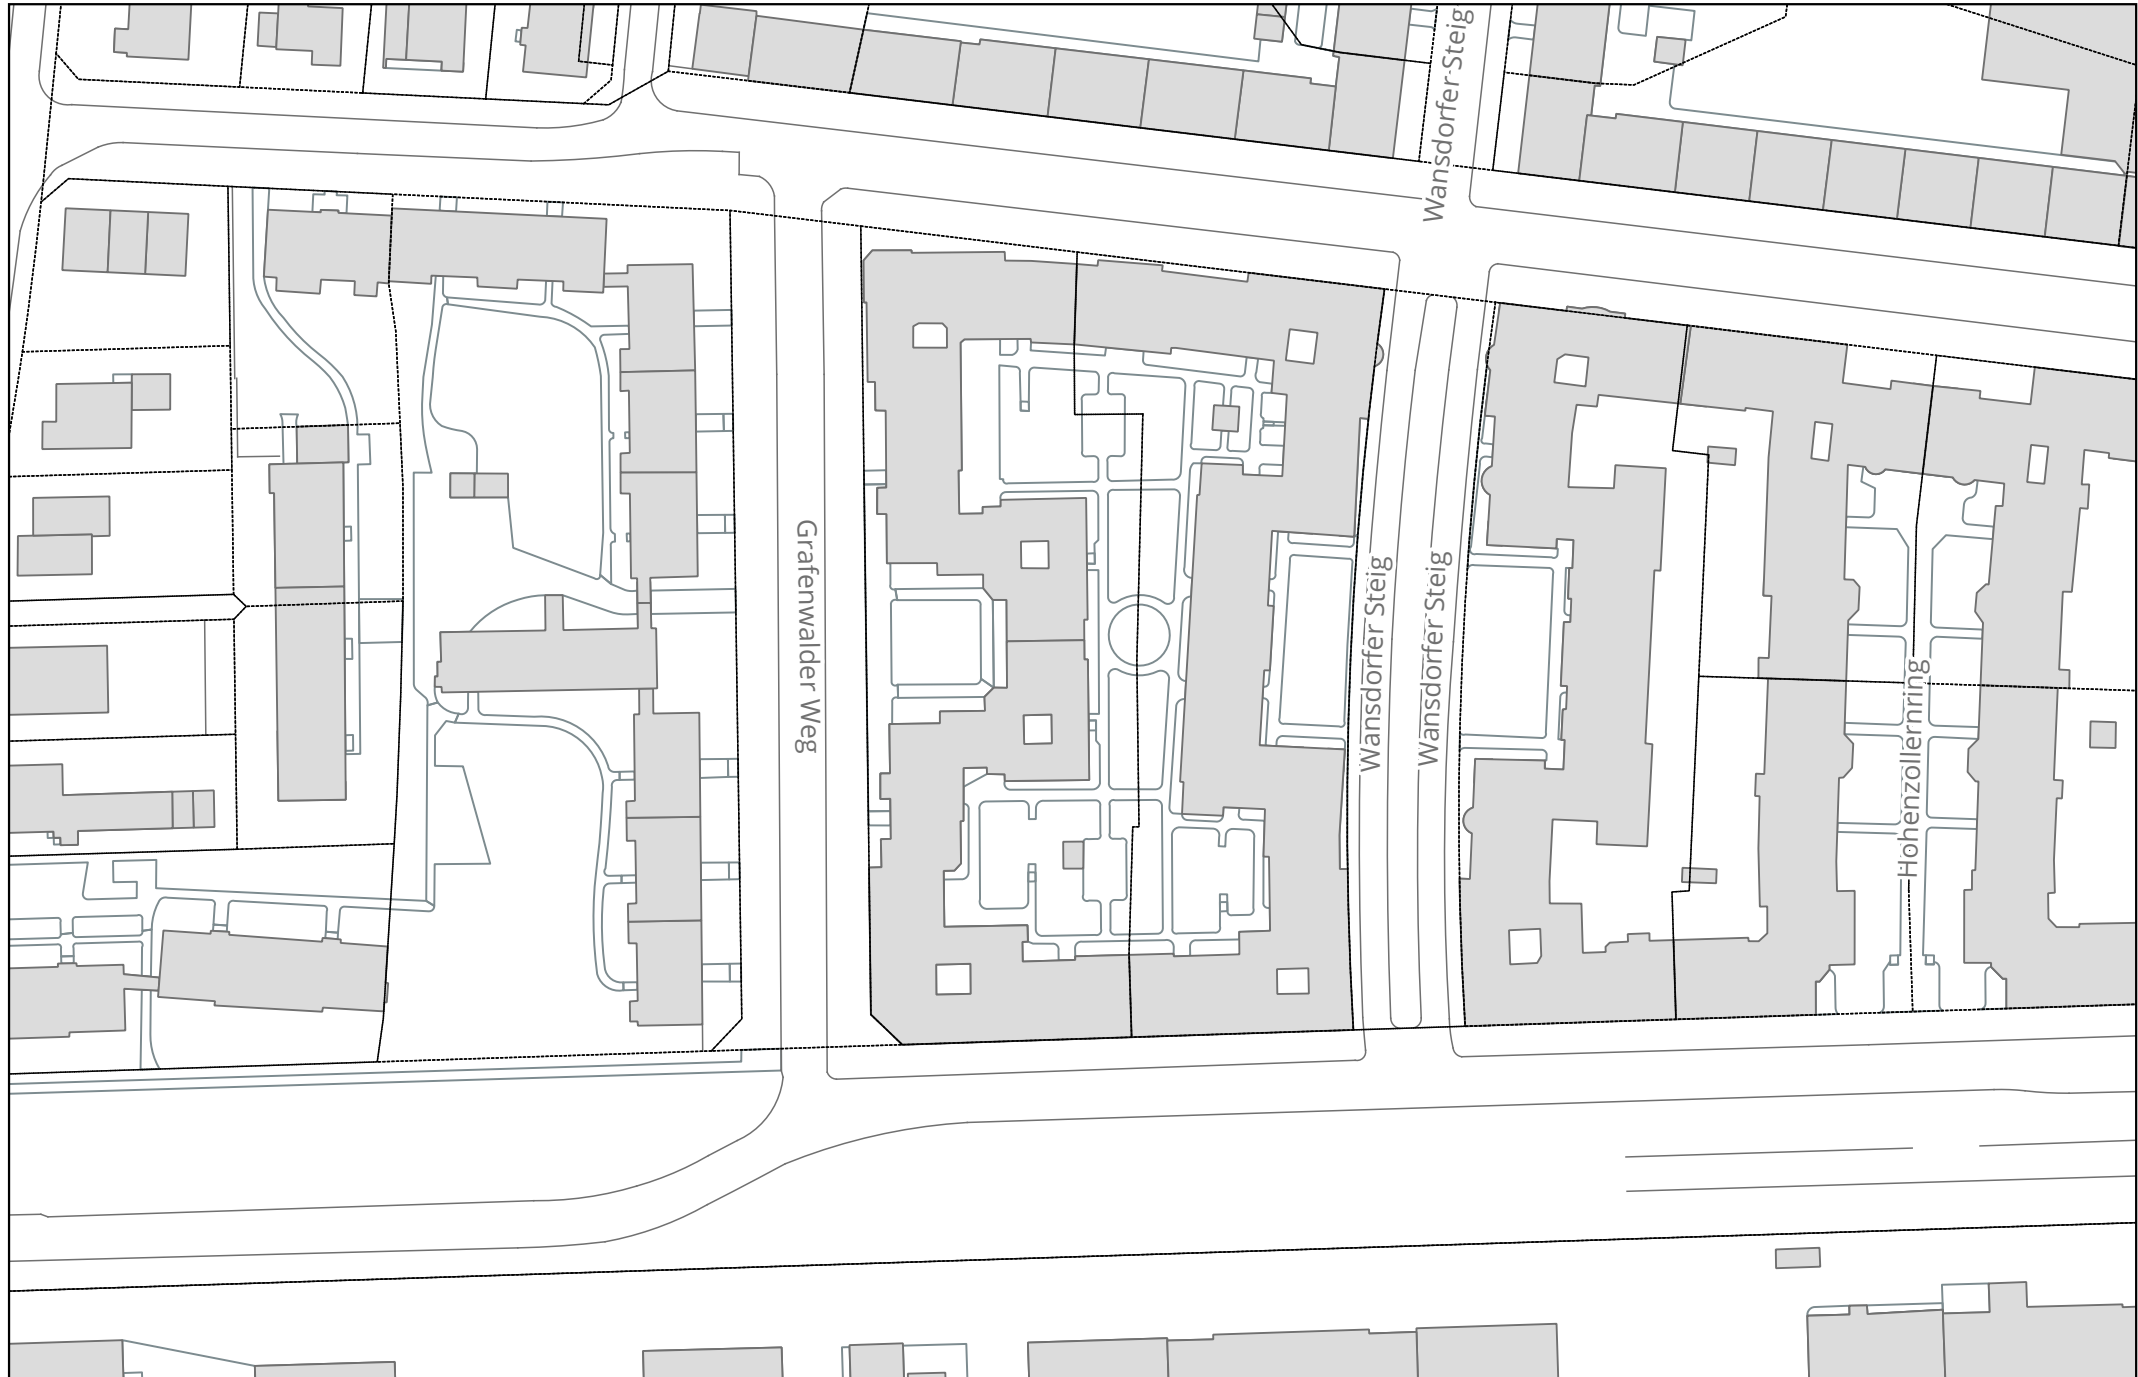 Wansdorfer-Steig
Grafenwalder Weg
Wansdorfer Steig
Wansdorfer Steig
Hohenzollernring